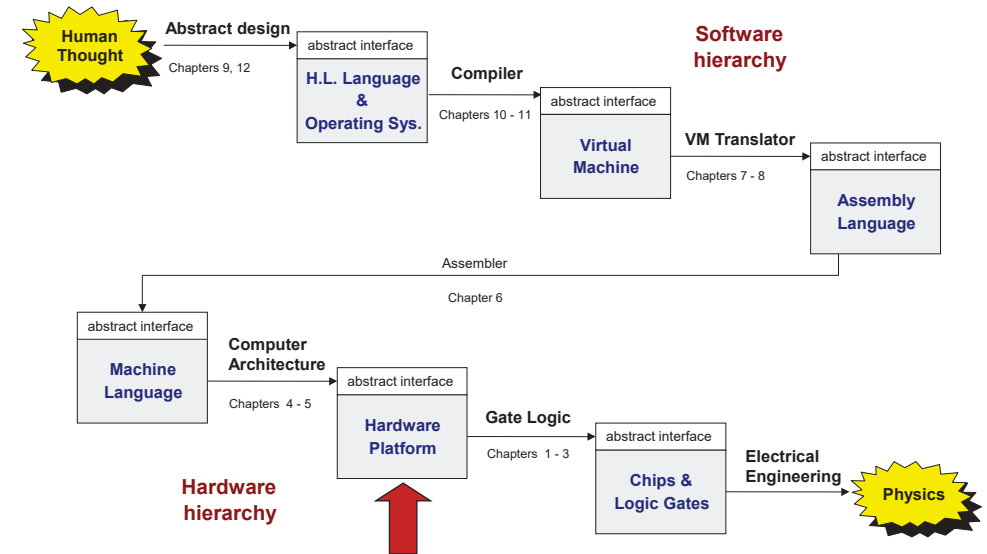 Human
Thought
Abstract design
Chapters 9, 12
abstract interface
H.L. Language
&
Operating Sys.
Compiler
Chapters 10 - 11
abstract interface
Virtual
Machine
Software
hierarchy
VM Translator
Chapters 7 - 8
abstract interface
Assembly
Language
Assembler
Chapter 6
abstract interface
Machine
Language
Computer
Architecture
Chapters 4 - 5
abstract interface
Hardware
Platform
Gate Logic
Chapters 1 - 3
abstract interface
Chips &
Logic Gates
Electrical
Engineering
Physics
Hardware
hierarchy